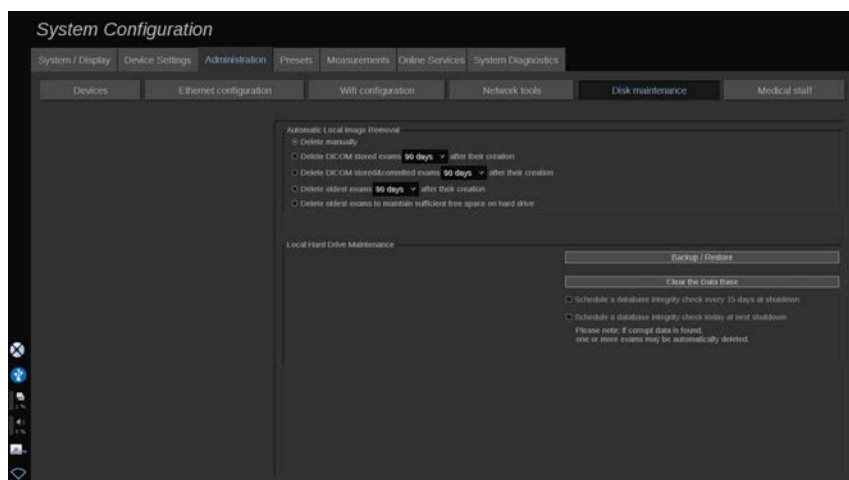 System Configuration
System / Display Device Settings Administration Presets Measurements Online Services System Diagnostics
Devices Ethernet configuration Wifi configuration Network tools Disk maintenance Medical staff
Automatic Local Image Removal
Delete manually
Delete DICOM stored exams 90 days after their creation
Delete DICOM stored&commited exams 90 days after their creation
Delete oldest exams 90 days after their creation
Delete oldest exams to maintain sufficient free space on hard drive
Local Hard Drive Maintenance
Backup / Restore
Clear the Data Base
Schedule a database integrity check every 15 days at shutdown
Schedule a database integrity check today at next shutdown
Please note: if corrupt data is found,
one or more exams may be automatically deleted.